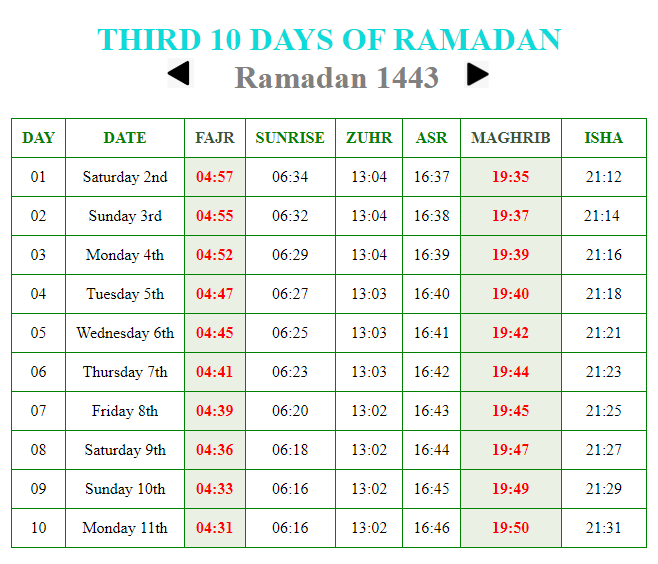 THIRD 10 DAYS OF RAMADAN
Ramadan 1443
DAY DATE FAJR SUNRISE ZUHR ASR MAGHRIB ISHA
01 Saturday 2nd 04:57 06:34 13:04 16:37 19:35 21:12
02 Sunday 3rd 04:55 06:32 13:04 16:38 19:37 21:14
03 Monday 4th 04:52 06:29 13:04 16:39 19:39 21:16
04 Tuesday 5th 04:47 06:27 13:03 16:40 19:40 21:18
05 Wednesday 6th 04:45 06:25 13:03 16:41 19:42 21:21
06 Thursday 7th 04:41 06:23 13:03 16:42 19:44 21:23
07 Friday 8th 04:39 06:20 13:02 16:43 19:45 21:25
08 Saturday 9th 04:36 06:18 13:02 16:44 19:47 21:27
09 Sunday 10th 04:33 06:16 13:02 16:45 19:49 21:29
10 Monday 11th 04:31 06:16 13:02 16:46 19:50 21:31